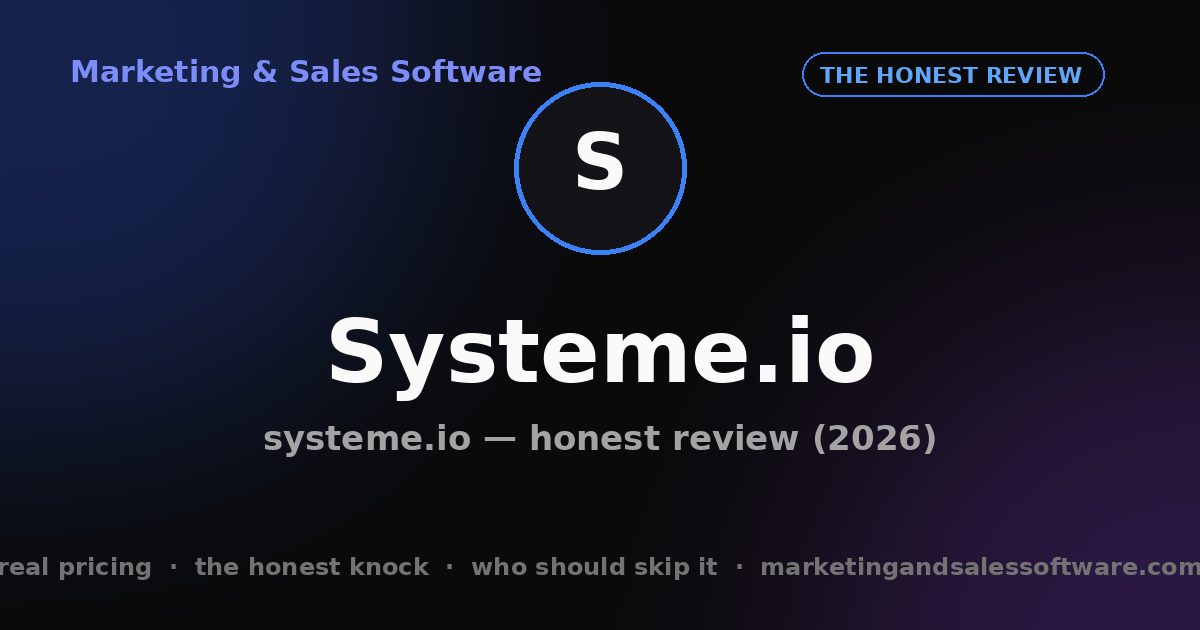 Marketing & Sales Software
THE HONEST REVIEW
S
Systeme.io
systeme.io — honest review (2026)
real pricing · the honest knock · who should skip it · marketingandsalessoftware.com